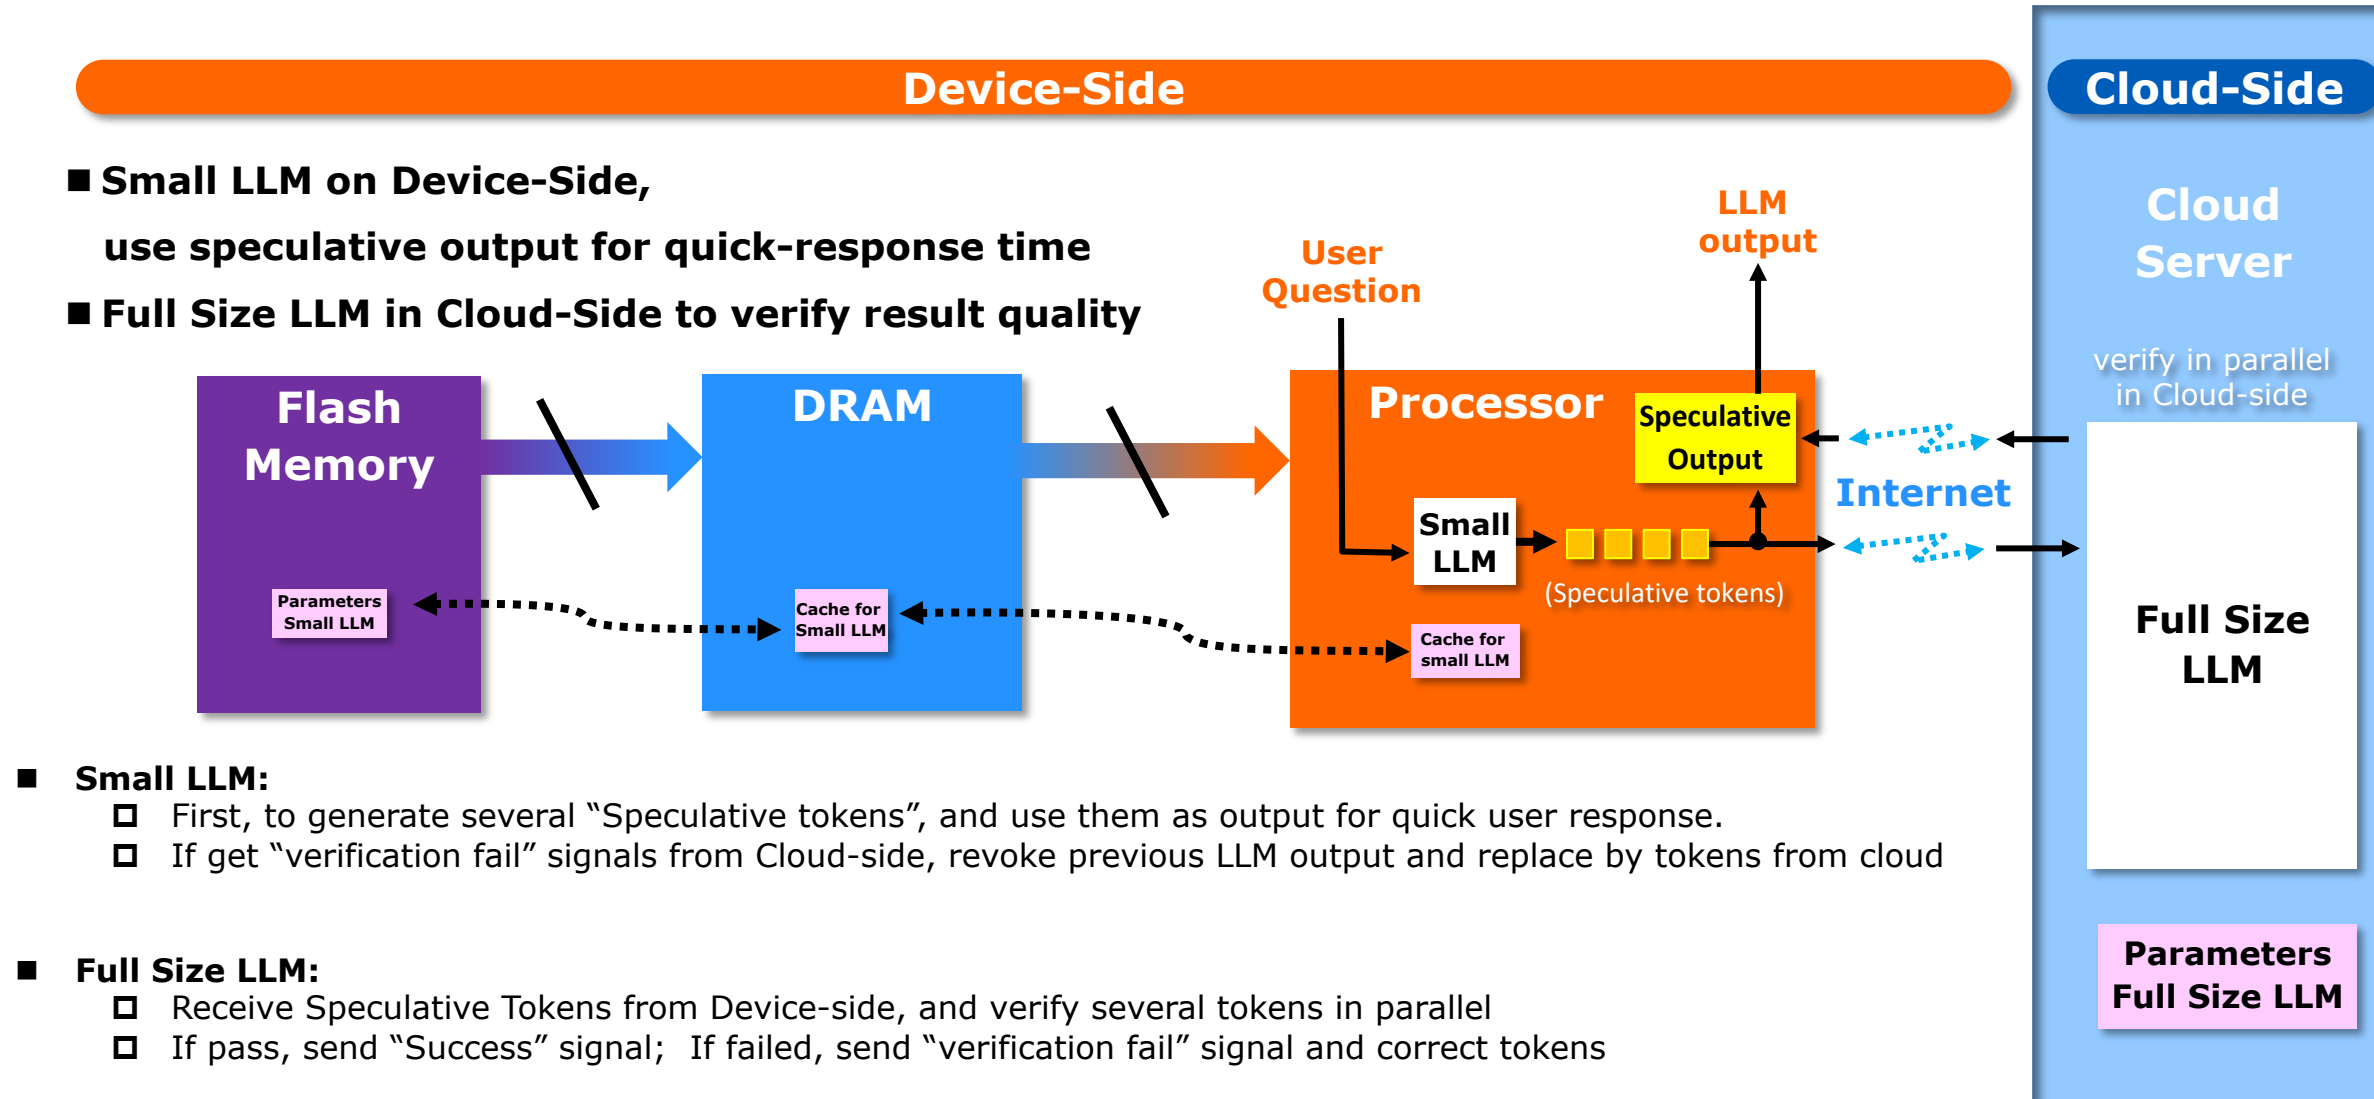 Device-Side
Cloud-Side
■ Small LLM on Device-Side,
use speculative output for quick-response time
■ Full Size LLM in Cloud-Side to verify result quality
User
Question
LLM
output
Cloud
Server
verify in parallel
in Cloud-side
Flash
Memory
DRAM
Processor
Speculative
Output
Internet
Small
LLM
(Speculative tokens)
Parameters
Small LLM
Cache for
Small LLM
Cache for
small LLM
Full Size
LLM
Parameters
Full Size LLM
■ Small LLM:
First, to generate several “Speculative tokens”, and use them as output for quick user response.
If get “verification fail” signals from Cloud-side, revoke previous LLM output and replace by tokens from cloud
■ Full Size LLM:
Receive Speculative Tokens from Device-side, and verify several tokens in parallel
If pass, send “Success” signal; If failed, send “verification fail” signal and correct tokens